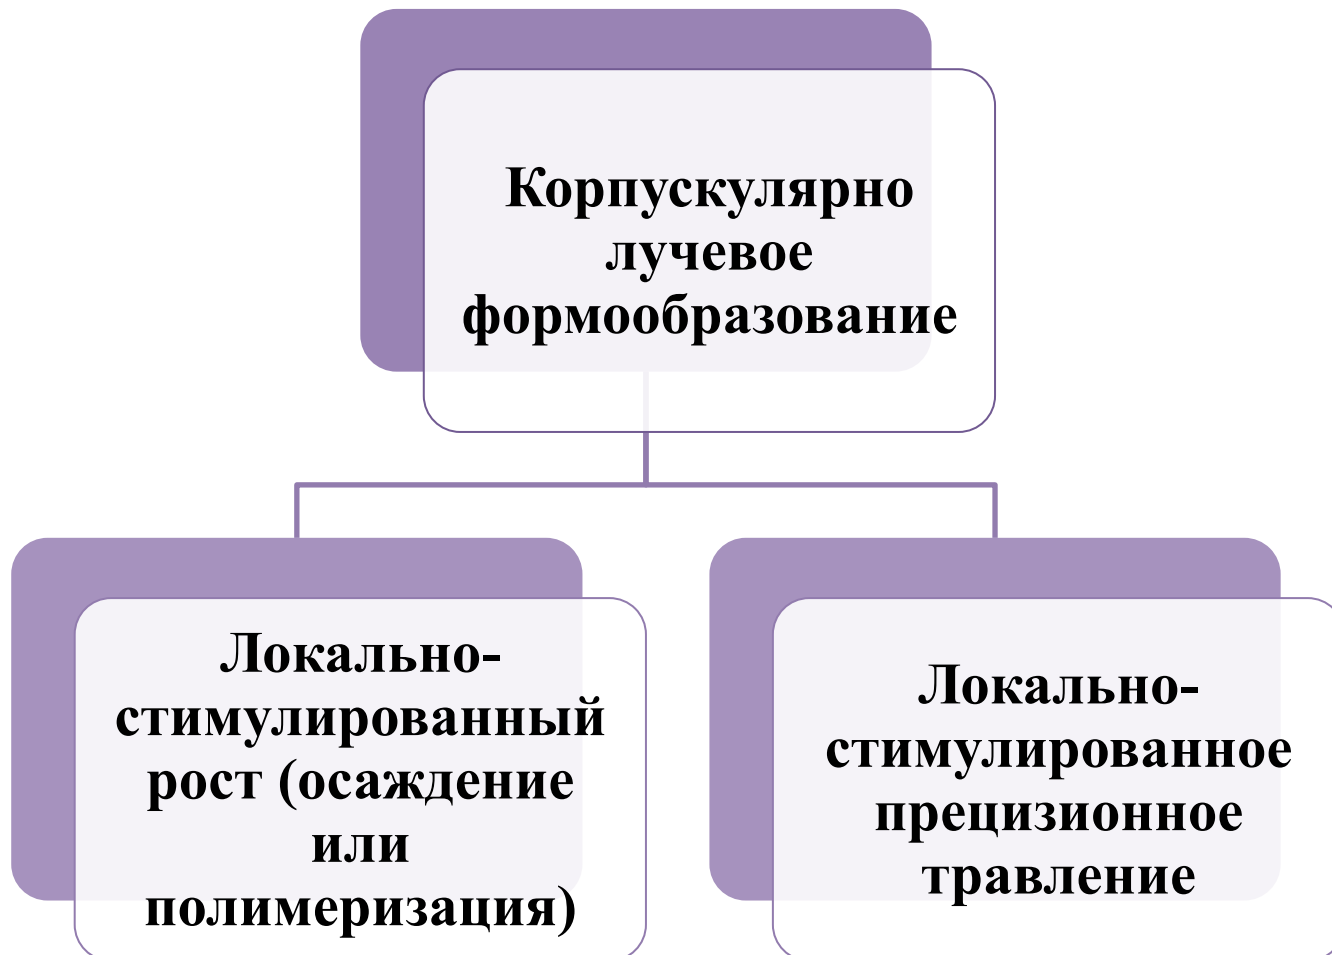 Корпускулярно
лучевое
формообразование
Локально-
стимулированный
рост (осаждение
или
полимеризация)
Локально-
стимулированное
прецизионное
травление